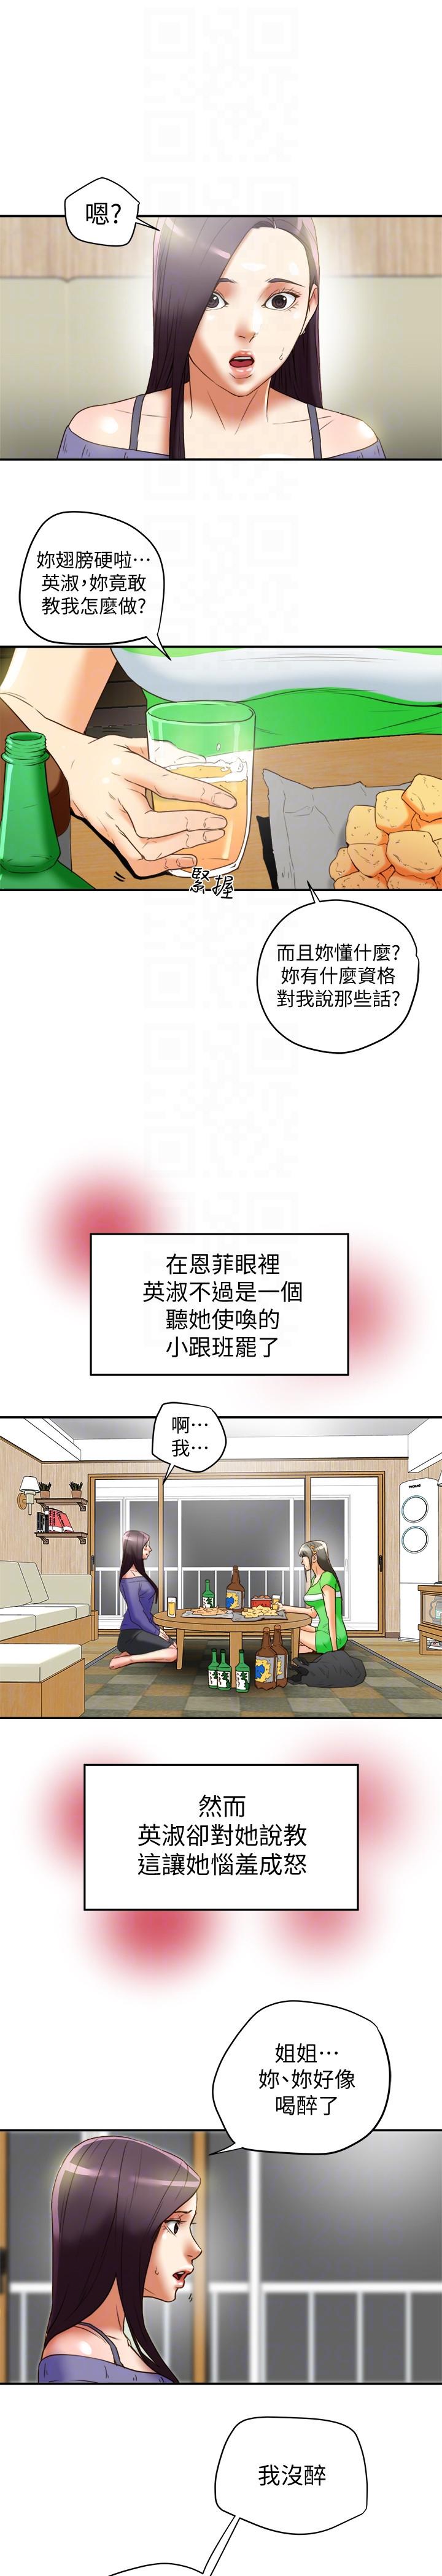 嗯?
妳翅膀硬啦⋯
英淑,妳竟敢
教我怎麼做?
緊握
而且妳懂什麼?
妳有什麼資格
對我說那些話?
在恩菲眼裡
英淑不過是一個
聽她使喚的
小跟班罷了
啊⋯
我⋯
然而
英淑卻對她說教
這讓她惱羞成怒
姐姐⋯
妳、妳好像
喝醉了
我沒醉